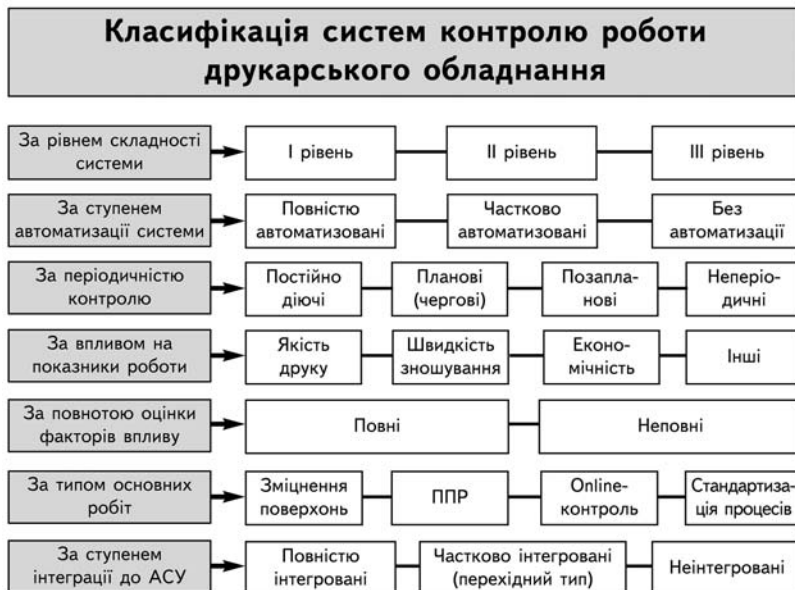 Класифікація систем контролю роботи
друкарського обладнання
За рівнем складності
системи
І рівень
ІІ рівень
ІІІ рівень
За ступенем
автоматизації системи
Повністю
автоматизовані
Частково
автоматизовані
Без
автоматизації
За періодичністю
контролю
Постійно
діючі
Планові
(чергові)
Позапла-
нові
Неперіо-
дичні
За впливом на
показники роботи
Якість
друку
Швидкість
зношування
Еконо-
мічність
Інші
За повнотою оцінки
факторів впливу
Повні
Неповні
За типом основних
робіт
Зміцнення
поверхонь
ППР
Online-
контроль
Стандартиза-
ція процесів
За ступенем
інтеграції до АСУ
Повністю
інтегровані
Частково інтегровані
(перехідний тип)
Неінтегровані